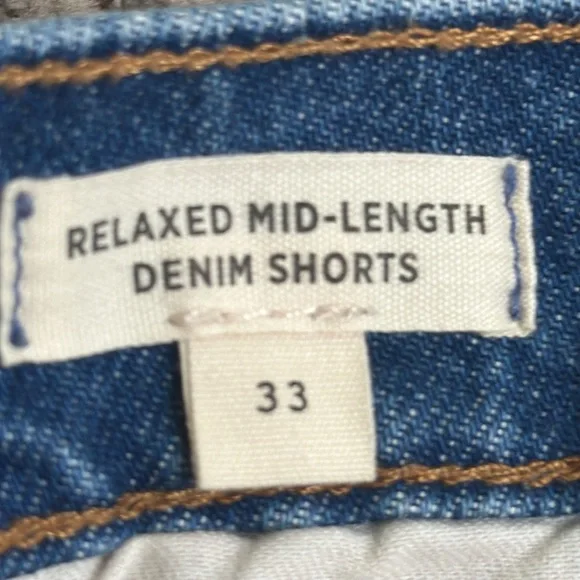 RELAXED MID-LENGTH
DENIM SHORTS
33